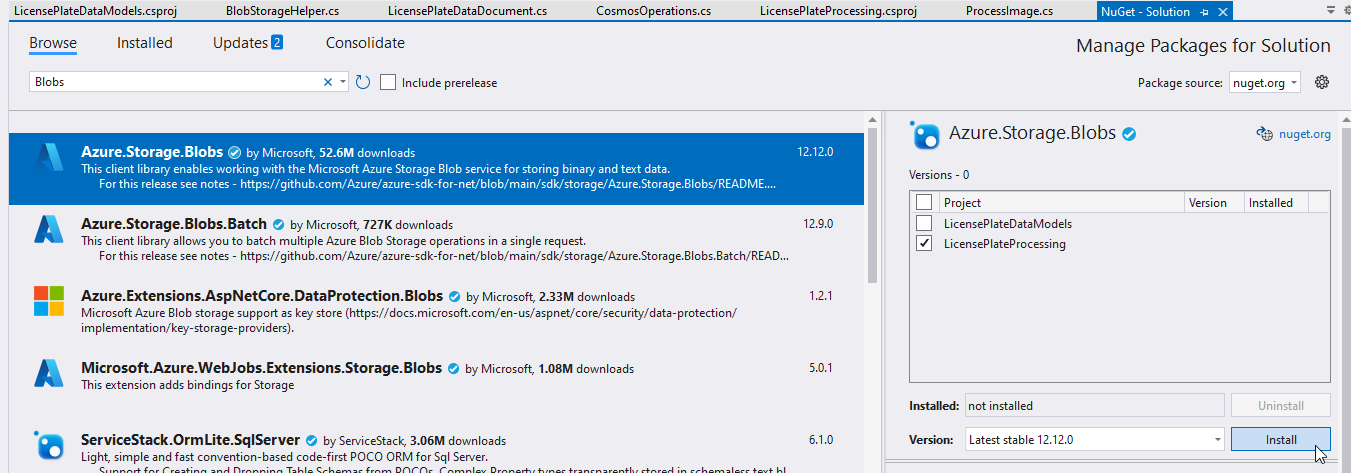 LicensePlateDataModels.csproj BlobStorageHelper.cs LicensePlateDataDocument.cs CosmosOperations.cs LicensePlateProcessing.csproj ProcessImage.cs NuGet - Solution
Browse Installed Updates 2 Consolidate
Manage Packages for Solution
Blobs
Include prerelease
Package source: nuget.org
Azure.Storage.Blobs by Microsoft, 52.6M downloads 12.12.0
This client library enables working with the Microsoft Azure Storage Blob service for storing binary and text data.
For this release see notes - https://github.com/Azure/azure-sdk-for-net/blob/main/sdk/storage/Azure.Storage.Blobs/README....
Azure.Storage.Blobs.Batch by Microsoft, 727K downloads 12.9.0
This client library allows you to batch multiple Azure Blob Storage operations in a single request.
For this release see notes - https://github.com/Azure/azure-sdk-for-net/blob/main/sdk/storage/Azure.Storage.Blobs.Batch/READ...
Azure.Extensions.AspNetCore.DataProtection.Blobs by Microsoft, 2.33M downloads 1.2.1
Microsoft Azure Blob storage support as key store (https://docs.microsoft.com/en-us/aspnet/core/security/data-protection/
implementation/key-storage-providers).
Microsoft.Azure.WebJobs.Extensions.Storage.Blobs by Microsoft, 1.08M downloads 5.0.1
This extension adds bindings for Storage
ServiceStack.OrmLite.SqlServer by ServiceStack, 3.06M downloads 6.1.0
Light, simple and fast convention-based code-first POCO ORM for Sql Server.
Support for Creating and Dropping Table Schemas from POCOs, Complex Property types transparently stored in schemaless text bl
Azure.Storage.Blobs nuget.org
Versions - 0
Project Version Installed
LicensePlateDataModels
LicensePlateProcessing
Installed: not installed Uninstall
Version: Latest stable 12.12.0 Install